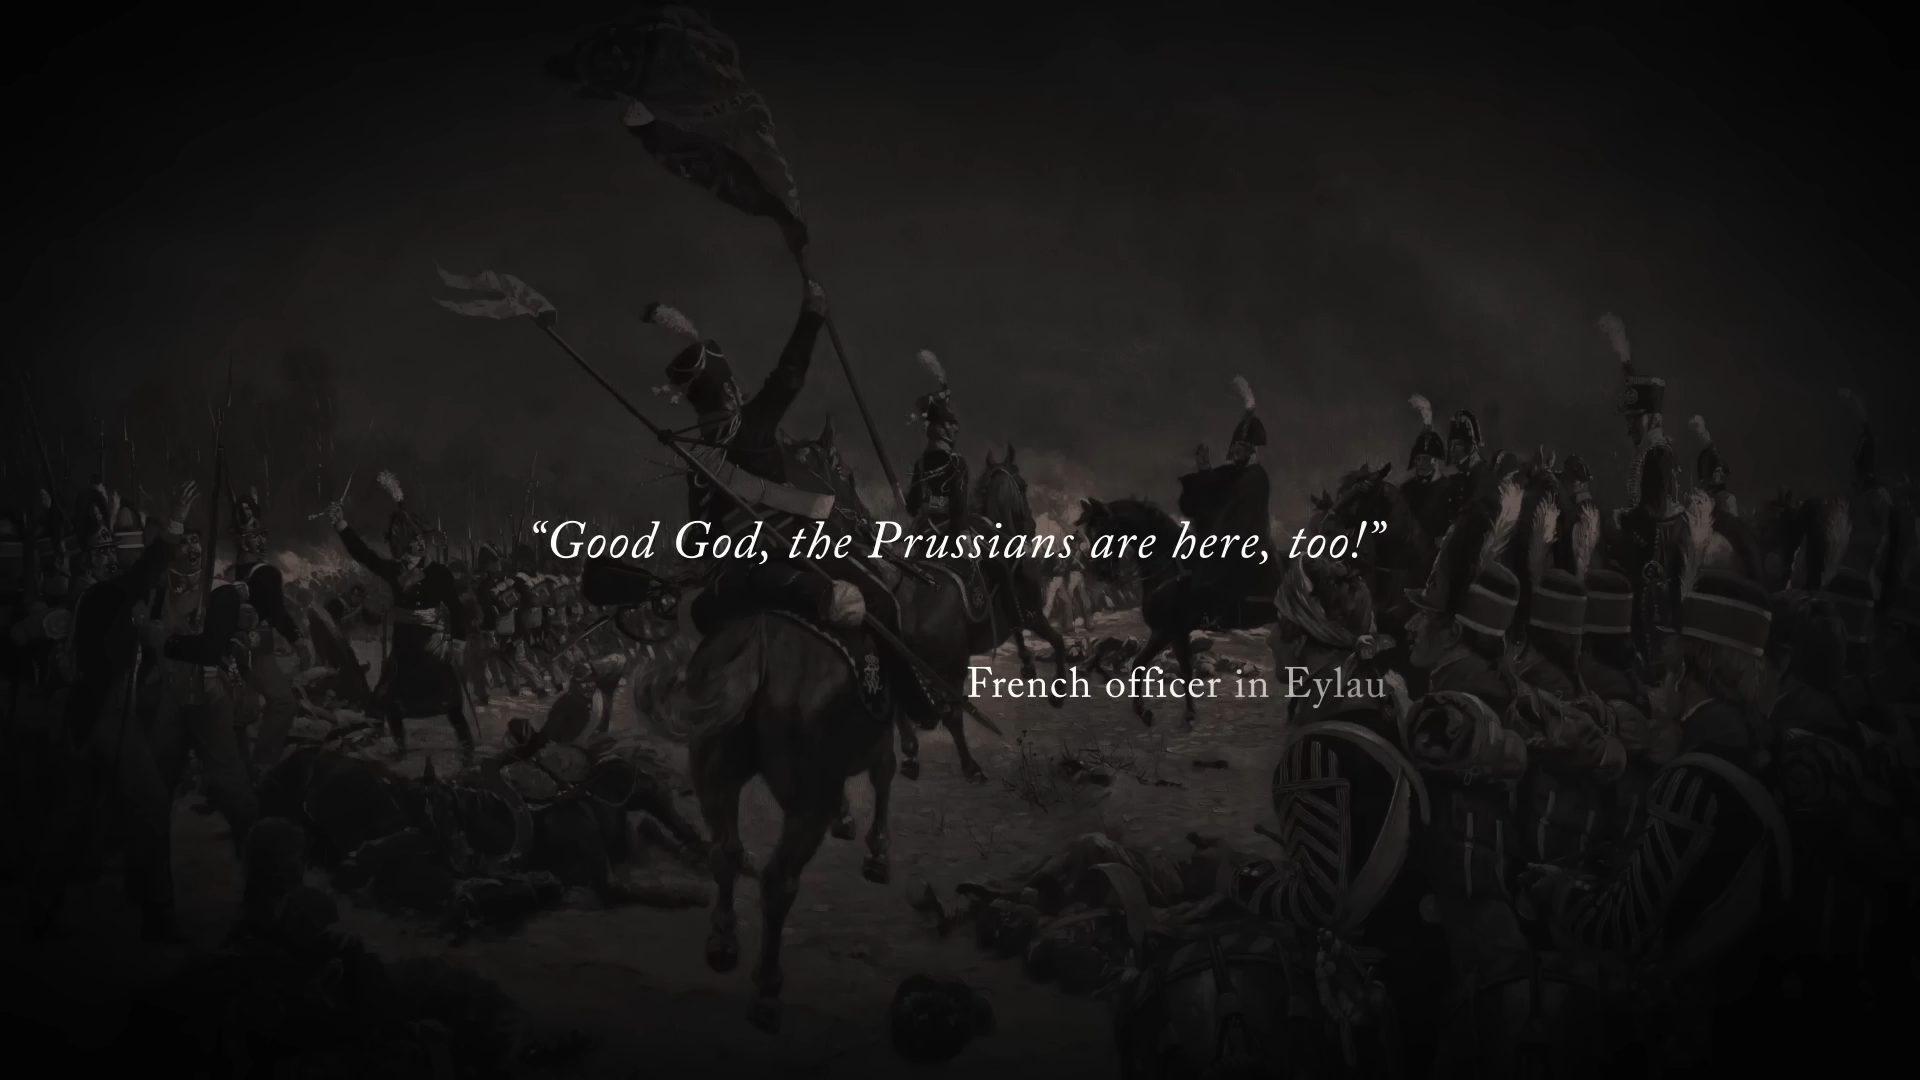 “Good God, the Prussians are here, too!”
French officer in Eylau